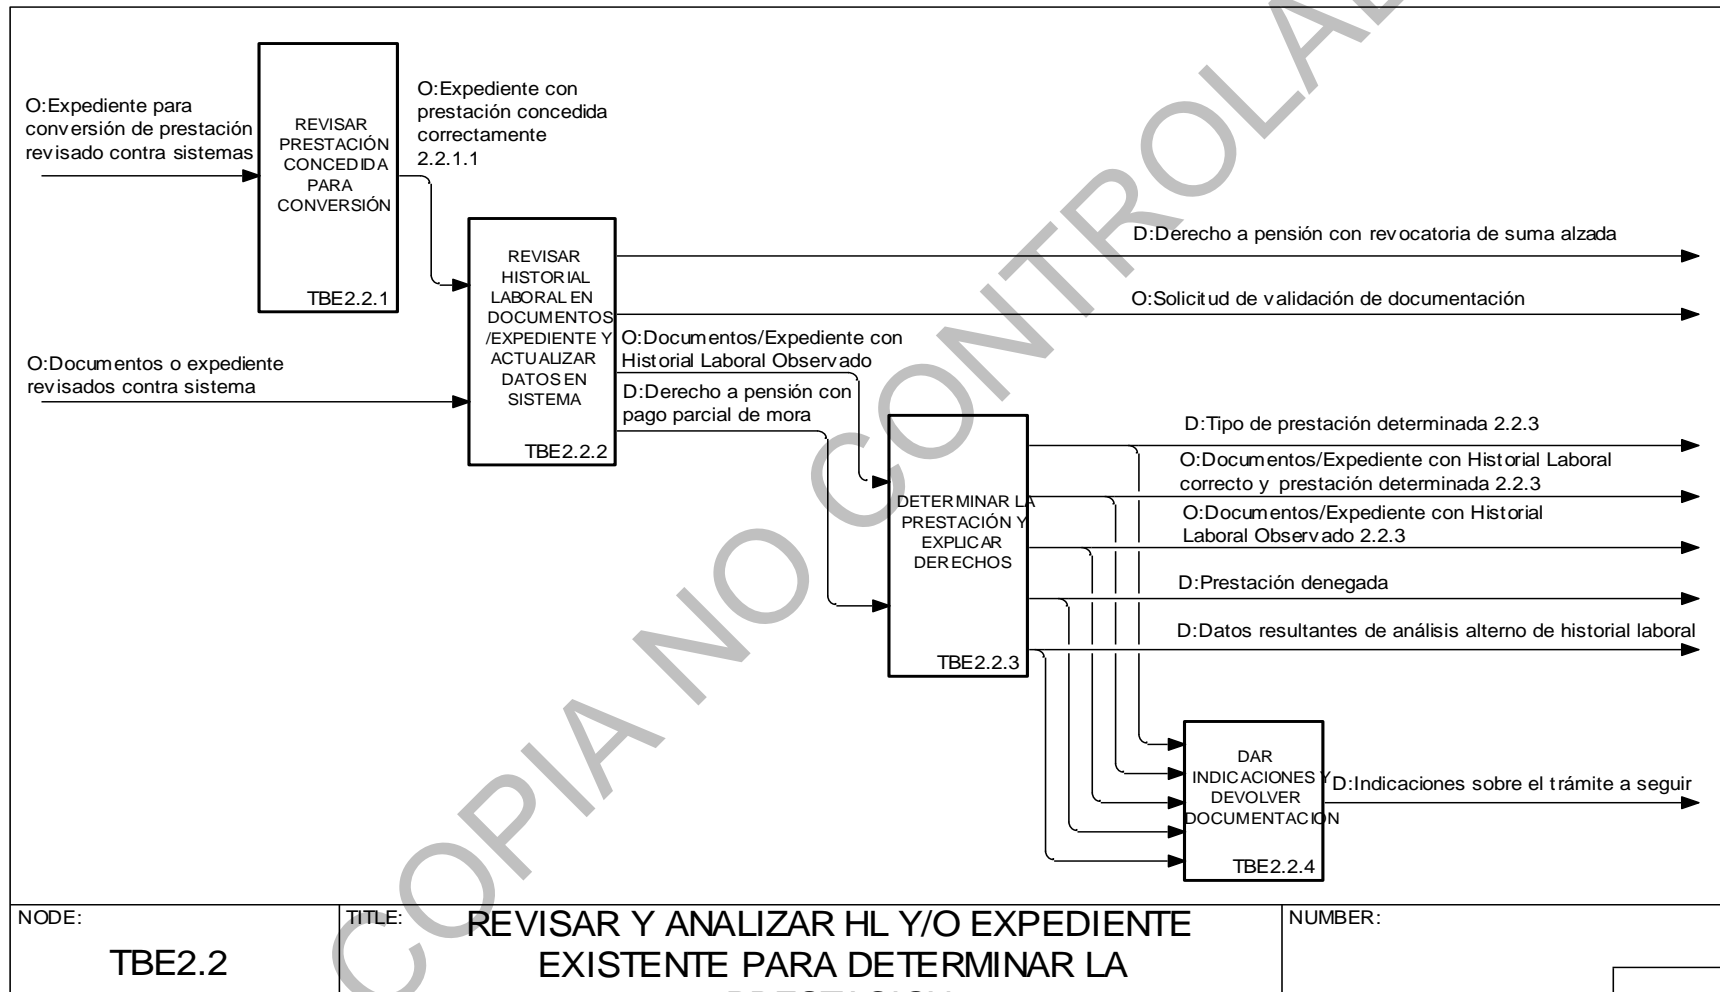 O:Expediente para
conversión de prestación
revisado contra sistemas
REVISAR
PRESTACIÓN
CONCEDIDA
PARA
CONVERSIÓN
TBE2.2.1
O:Expediente con
prestación concedida
correctamente
2.2.1.1
O:Documentos o expediente
revisados contra sistema
REVISAR
HISTORIAL
LABORAL EN
DOCUMENTOS
/EXPEDIENTE Y
ACTUALIZAR
DATOS EN
SISTEMA
TBE2.2.2
D:Derecho a pensión con revocatoria de suma alzada
O:Solicitud de validación de documentación
O:Documentos/Expediente con
Historial Laboral Observado
D:Derecho a pensión con
pago parcial de mora
DETERMINAR LA
PRESTACIÓN Y
EXPLICAR
DERECHOS
TBE2.2.3
D:Tipo de prestación determinada 2.2.3
O:Documentos/Expediente con Historial Laboral
correcto y prestación determinada 2.2.3
O:Documentos/Expediente con Historial
Laboral Observado 2.2.3
D:Prestación denegada
D:Datos resultantes de análisis alterno de historial laboral
DAR
INDICACIONES Y
DEVOLVER
DOCUMENTACION
TBE2.2.4
D:Indicaciones sobre el trámite a seguir
COPIA NO CONTROLAD
NODE:
TBE2.2
TITLE:
REVISAR Y ANALIZAR HL Y/O EXPEDIENTE
EXISTENTE PARA DETERMINAR LA
NUMBER: